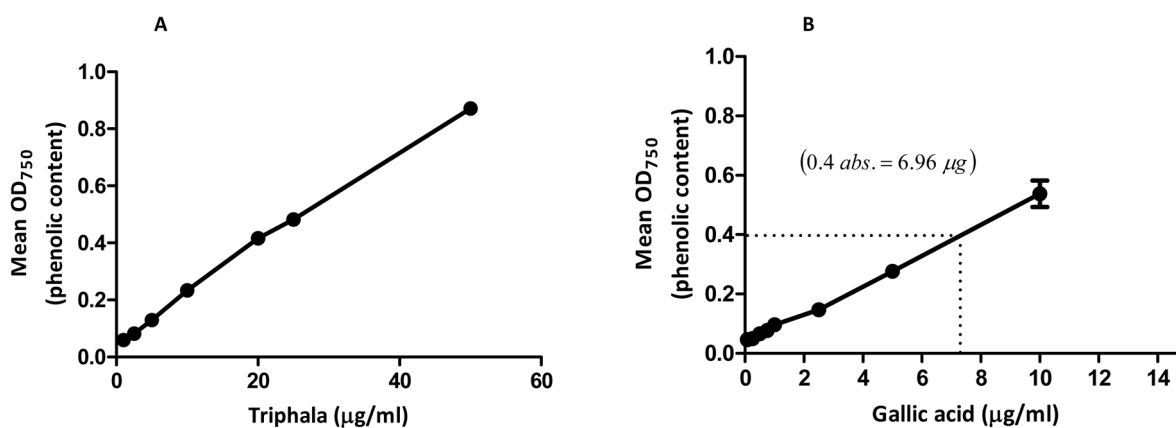 A
Mean OD750
(phenolic content)
1.0
0.8
0.6
0.4
0.2
0.0
0
20
40
60
Triphala (μg/ml)
B
Mean OD750
(phenolic content)
1.0
0.8
0.6
0.4
0.2
0.0
(0.4 abs. = 6.96 μg)
0
2
4
6
8
10
12
14
Gallic acid (μg/ml)